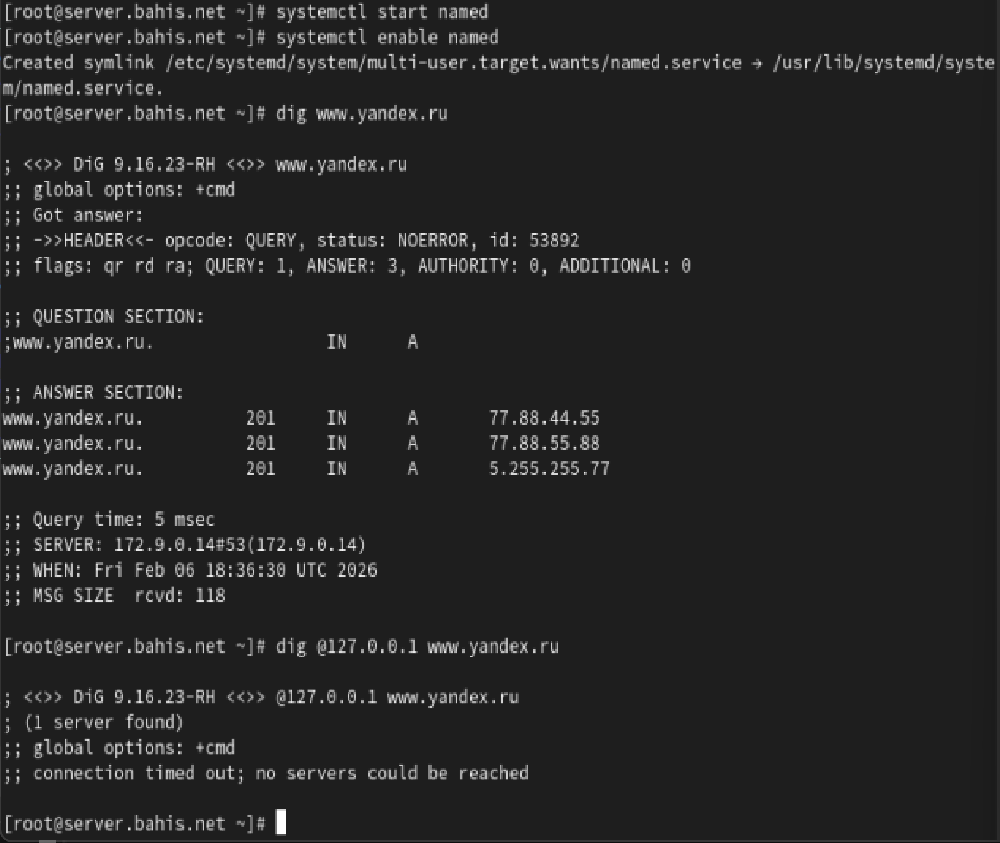 [root@server.bahis.net ~]# systemctl start named
[root@server.bahis.net ~]# systemctl enable named
Created symlink /etc/systemd/system/multi-user.target.wants/named.service → /usr/lib/systemd/syste
m/named.service.
[root@server.bahis.net ~]# dig www.yandex.ru
; <<>> DiG 9.16.23-RH <<>> www.yandex.ru
;; global options: +cmd
;; Got answer:
;; ->>HEADER<<- opcode: QUERY, status: NOERROR, id: 53892
;; flags: qr rd ra; QUERY: 1, ANSWER: 3, AUTHORITY: 0, ADDITIONAL: 0
;; QUESTION SECTION:
;www.yandex.ru. IN A
;; ANSWER SECTION:
www.yandex.ru. 201 IN A 77.88.44.55
www.yandex.ru. 201 IN A 77.88.55.88
www.yandex.ru. 201 IN A 5.255.255.77
;; Query time: 5 msec
;; SERVER: 172.9.0.14#53(172.9.0.14)
;; WHEN: Fri Feb 06 18:36:30 UTC 2026
;; MSG SIZE  rcvd: 118
[root@server.bahis.net ~]# dig @127.0.0.1 www.yandex.ru
; <<>> DiG 9.16.23-RH <<>> @127.0.0.1 www.yandex.ru
; (1 server found)
;; global options: +cmd
;; connection timed out; no servers could be reached
[root@server.bahis.net ~]#